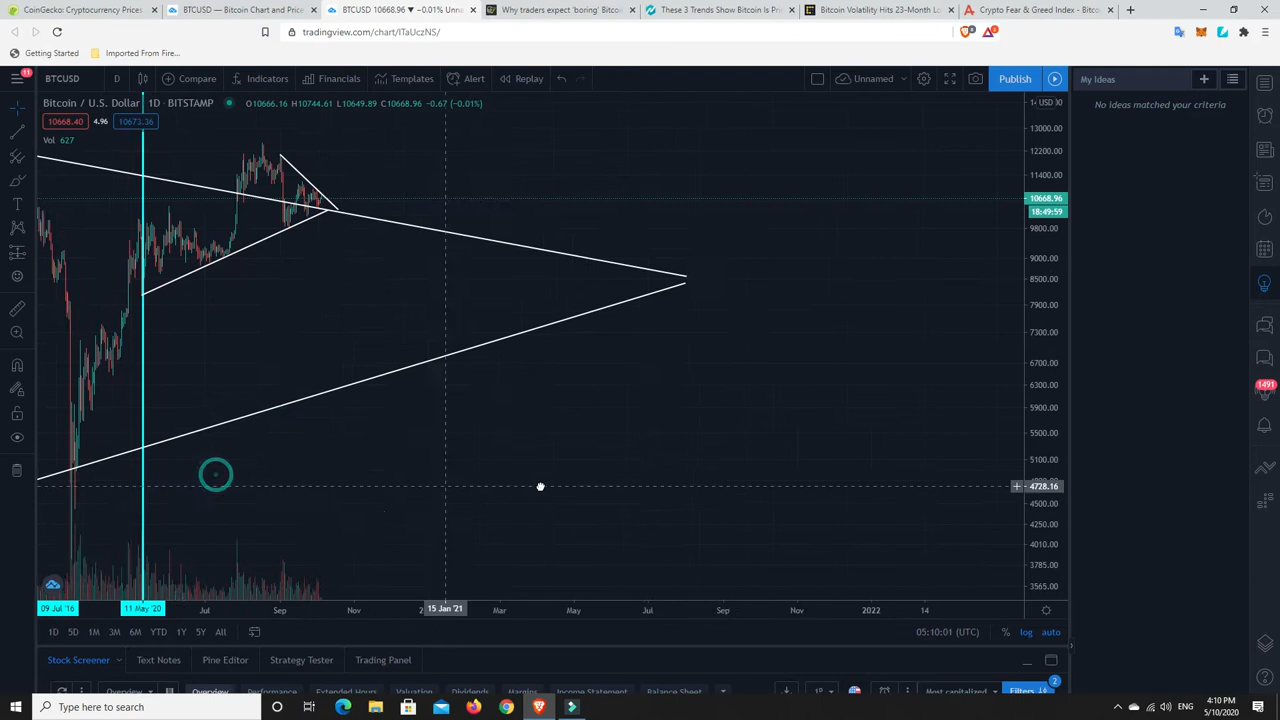 CoinGecko: Cryptocurrency Prices
BTCUSD — Bitcoin Chart and Price
BTCUSD 10668.96 ▼ −0.01% Unna
Why traders expect 'boring' Bitcoin
These 3 Trends Show Bitcoin Is Pri
Bitcoin Volatility Hits 23-Month Lo
Crypto Fear & Greed Index - Bitco
tradingview.com/chart/ITaUczNS/
Getting Started
Imported From Fire...
11
BTCUSD
D
Compare
Indicators
Financials
Templates
Alert
Replay
Unnamed
Publish
My Ideas
Bitcoin / U.S. Dollar 1D · BITSTAMP
O10666.16 H10744.61 L10649.89 C10668.96 −0.67 (−0.01%)
10668.40 4.96 10673.36
Vol 627
No ideas matched your criteria
USD
13000.00
12200.00
11400.00
10668.96
18:49:59
9800.00
9000.00
8500.00
7900.00
7300.00
6700.00
6300.00
5900.00
5500.00
5100.00
4728.16
4500.00
4250.00
4010.00
3785.00
3565.00
1491
09 Jul '16
11 May '20
Jul
Sep
Nov
15 Jan '21
Mar
May
Jul
Sep
Nov
2022
14
1D 5D 1M 3M 6M YTD 1Y 5Y All
05:10:01 (UTC)
% log auto
Stock Screener
Text Notes
Pine Editor
Strategy Tester
Trading Panel
2
Overview
Overview
Performance
Extended Hours
Valuation
Dividends
Margins
Income Statement
Balance Sheet
Most capitalized
Filters
Type here to search
ENG
4:10 PM
5/10/2020